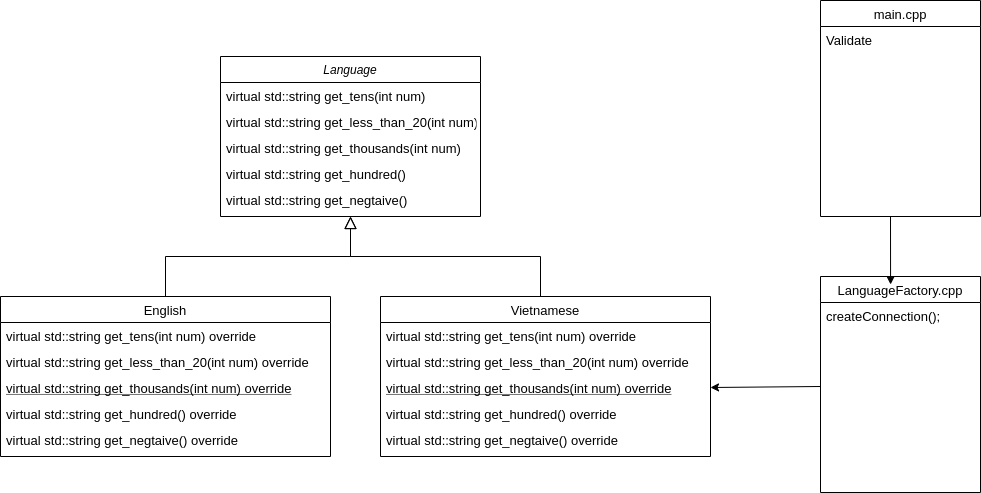 main.cpp
Validate
Language
virtual std::string get_tens(int num)
virtual std::string get_less_than_20(int num)
virtual std::string get_thousands(int num)
virtual std::string get_hundred()
virtual std::string get_negtaive()
English
virtual std::string get_tens(int num) override
virtual std::string get_less_than_20(int num) override
virtual std::string get_thousands(int num) override
virtual std::string get_hundred() override
virtual std::string get_negtaive() override
Vietnamese
virtual std::string get_tens(int num) override
virtual std::string get_less_than_20(int num) override
virtual std::string get_thousands(int num) override
virtual std::string get_hundred() override
virtual std::string get_negtaive() override
LanguageFactory.cpp
createConnection();